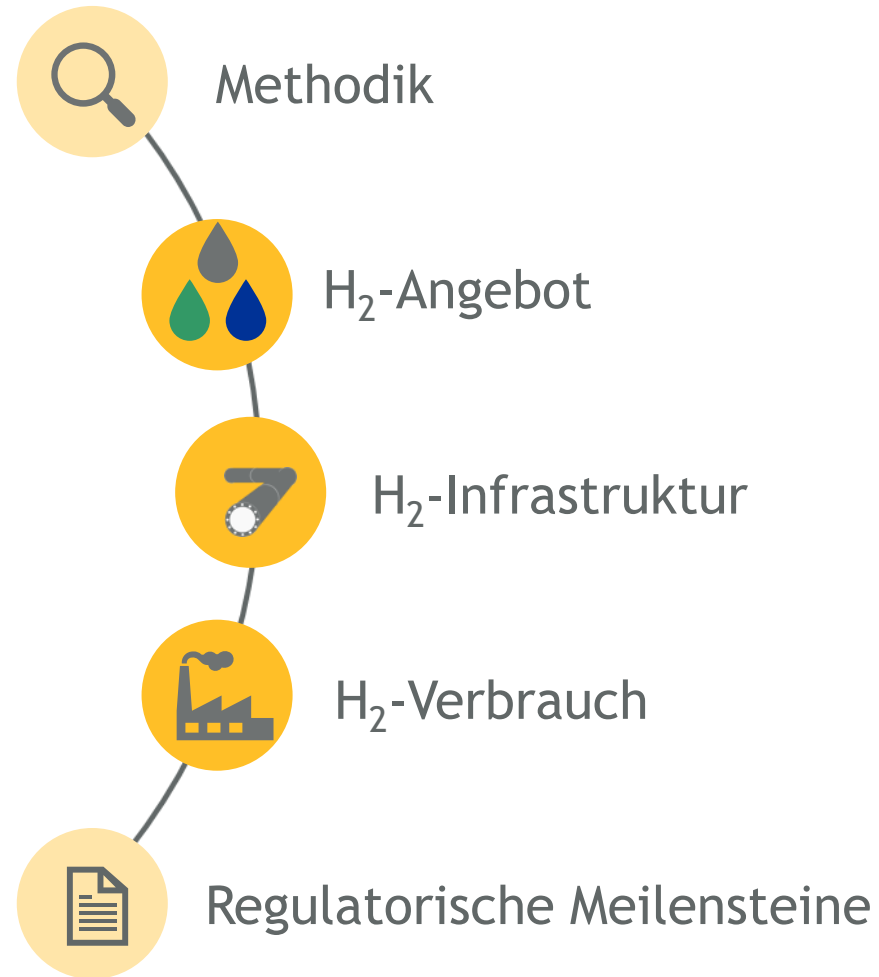 Methodik
H₂-Angebot
H₂-Infrastruktur
H₂-Verbrauch
Regulatorische Meilensteine